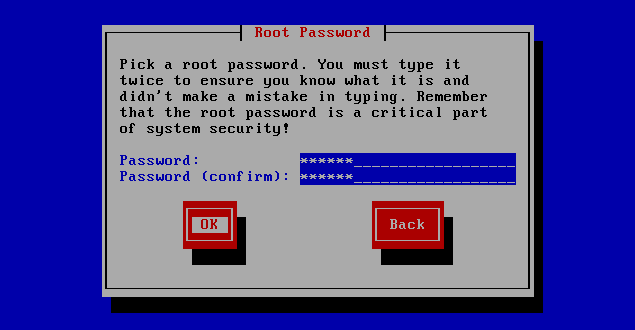 Root Password
Pick a root password. You must type it
twice to ensure you know what it is and
didn't make a mistake in typing. Remember
that the root password is a critical part
of system security!
Password: ******__________________
Password (confirm): ******__________________
OK Back